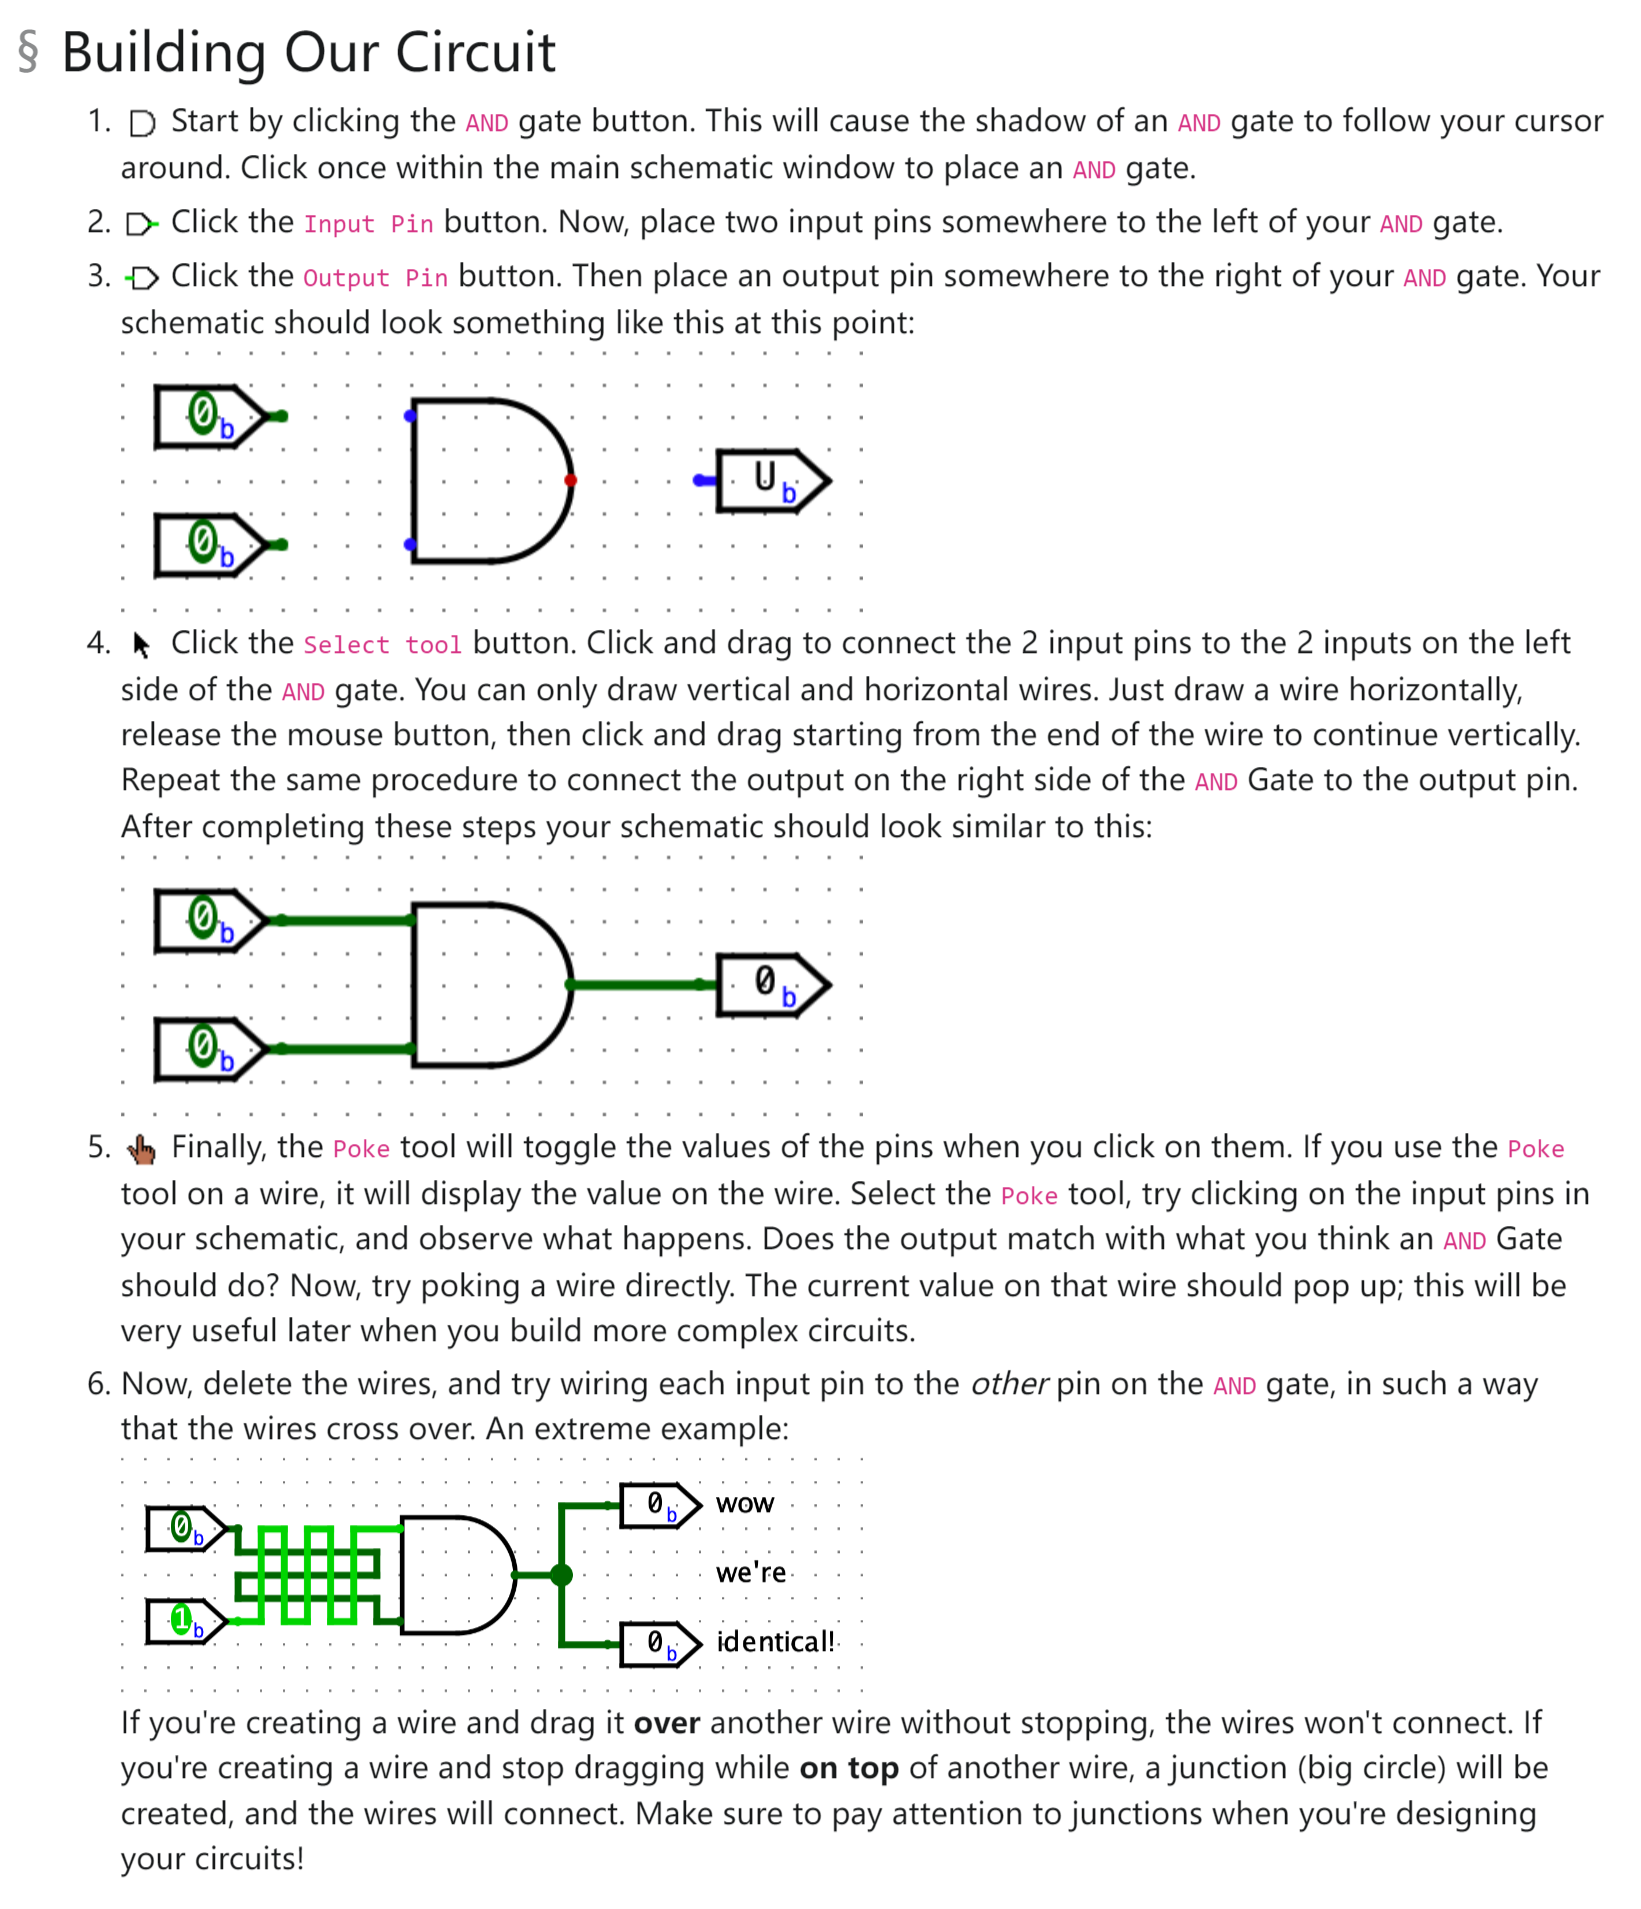 § Building Our Circuit
1. Start by clicking the AND gate button. This will cause the shadow of an AND gate to follow your cursor
around. Click once within the main schematic window to place an AND gate.
2. Click the Input Pin button. Now, place two input pins somewhere to the left of your AND gate.
3. Click the Output Pin button. Then place an output pin somewhere to the right of your AND gate. Your
schematic should look something like this at this point:
0b
Ub
0b
4. Click the Select tool button. Click and drag to connect the 2 input pins to the 2 inputs on the left
side of the AND gate. You can only draw vertical and horizontal wires. Just draw a wire horizontally,
release the mouse button, then click and drag starting from the end of the wire to continue vertically.
Repeat the same procedure to connect the output on the right side of the AND Gate to the output pin.
After completing these steps your schematic should look similar to this:
0b
0b
0b
5. Finally, the Poke tool will toggle the values of the pins when you click on them. If you use the Poke
tool on a wire, it will display the value on the wire. Select the Poke tool, try clicking on the input pins in
your schematic, and observe what happens. Does the output match with what you think an AND Gate
should do? Now, try poking a wire directly. The current value on that wire should pop up; this will be
very useful later when you build more complex circuits.
6. Now, delete the wires, and try wiring each input pin to the other pin on the AND gate, in such a way
that the wires cross over. An extreme example:
0b wow
0b
we're
1b
0b identical!
If you're creating a wire and drag it over another wire without stopping, the wires won't connect. If
you're creating a wire and stop dragging while on top of another wire, a junction (big circle) will be
created, and the wires will connect. Make sure to pay attention to junctions when you're designing
your circuits!